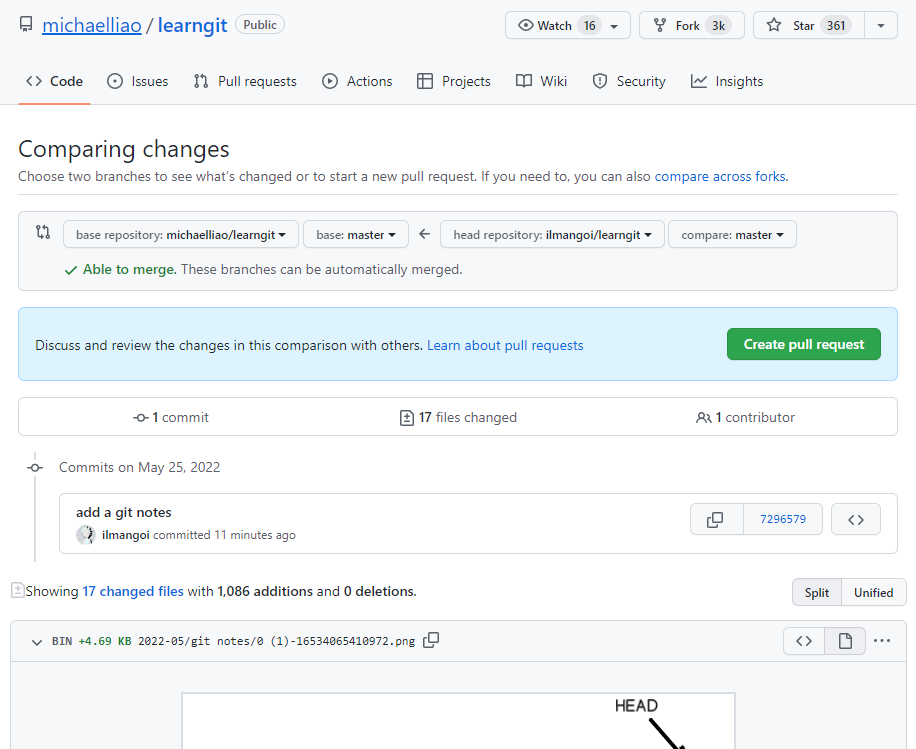 michaelliao / learngit Public
Watch 16 Fork 3k Star 361
Code Issues Pull requests Actions Projects Wiki Security Insights
Comparing changes
Choose two branches to see what's changed or to start a new pull request. If you need to, you can also compare across forks.
base repository: michaelliao/learngit base: master head repository: ilmangoi/learngit compare: master
Able to merge. These branches can be automatically merged.
Discuss and review the changes in this comparison with others. Learn about pull requests Create pull request
1 commit 17 files changed 1 contributor
Commits on May 25, 2022
add a git notes
ilmangoi committed 11 minutes ago
7296579
Showing 17 changed files with 1,086 additions and 0 deletions.
Split Unified
BIN +4.69 KB 2022-05/git notes/0 (1)-16534065410972.png
HEAD